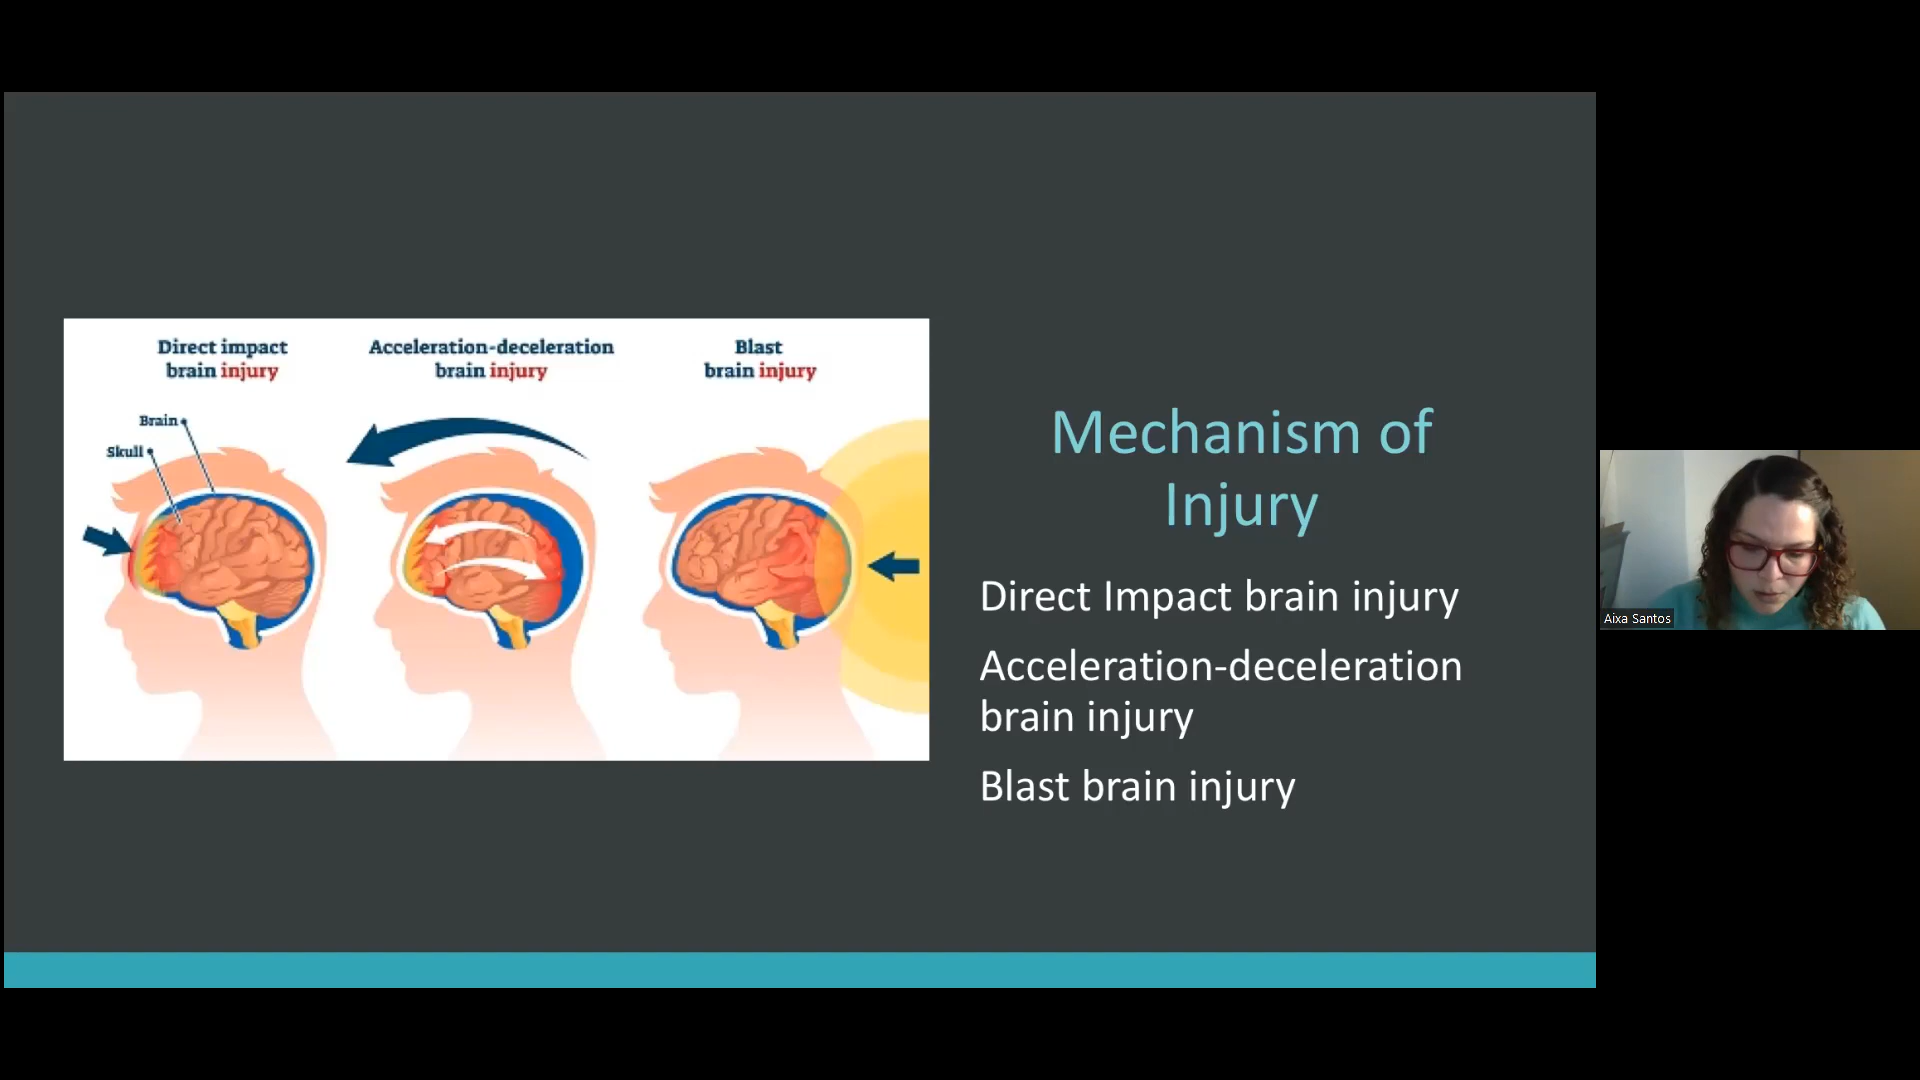 Direct impact
brain injury
Acceleration-deceleration
brain injury
Blast
brain injury
Brain
Skull
Mechanism of
Injury
Direct Impact brain injury
Acceleration-deceleration
brain injury
Blast brain injury
Aixa Santos